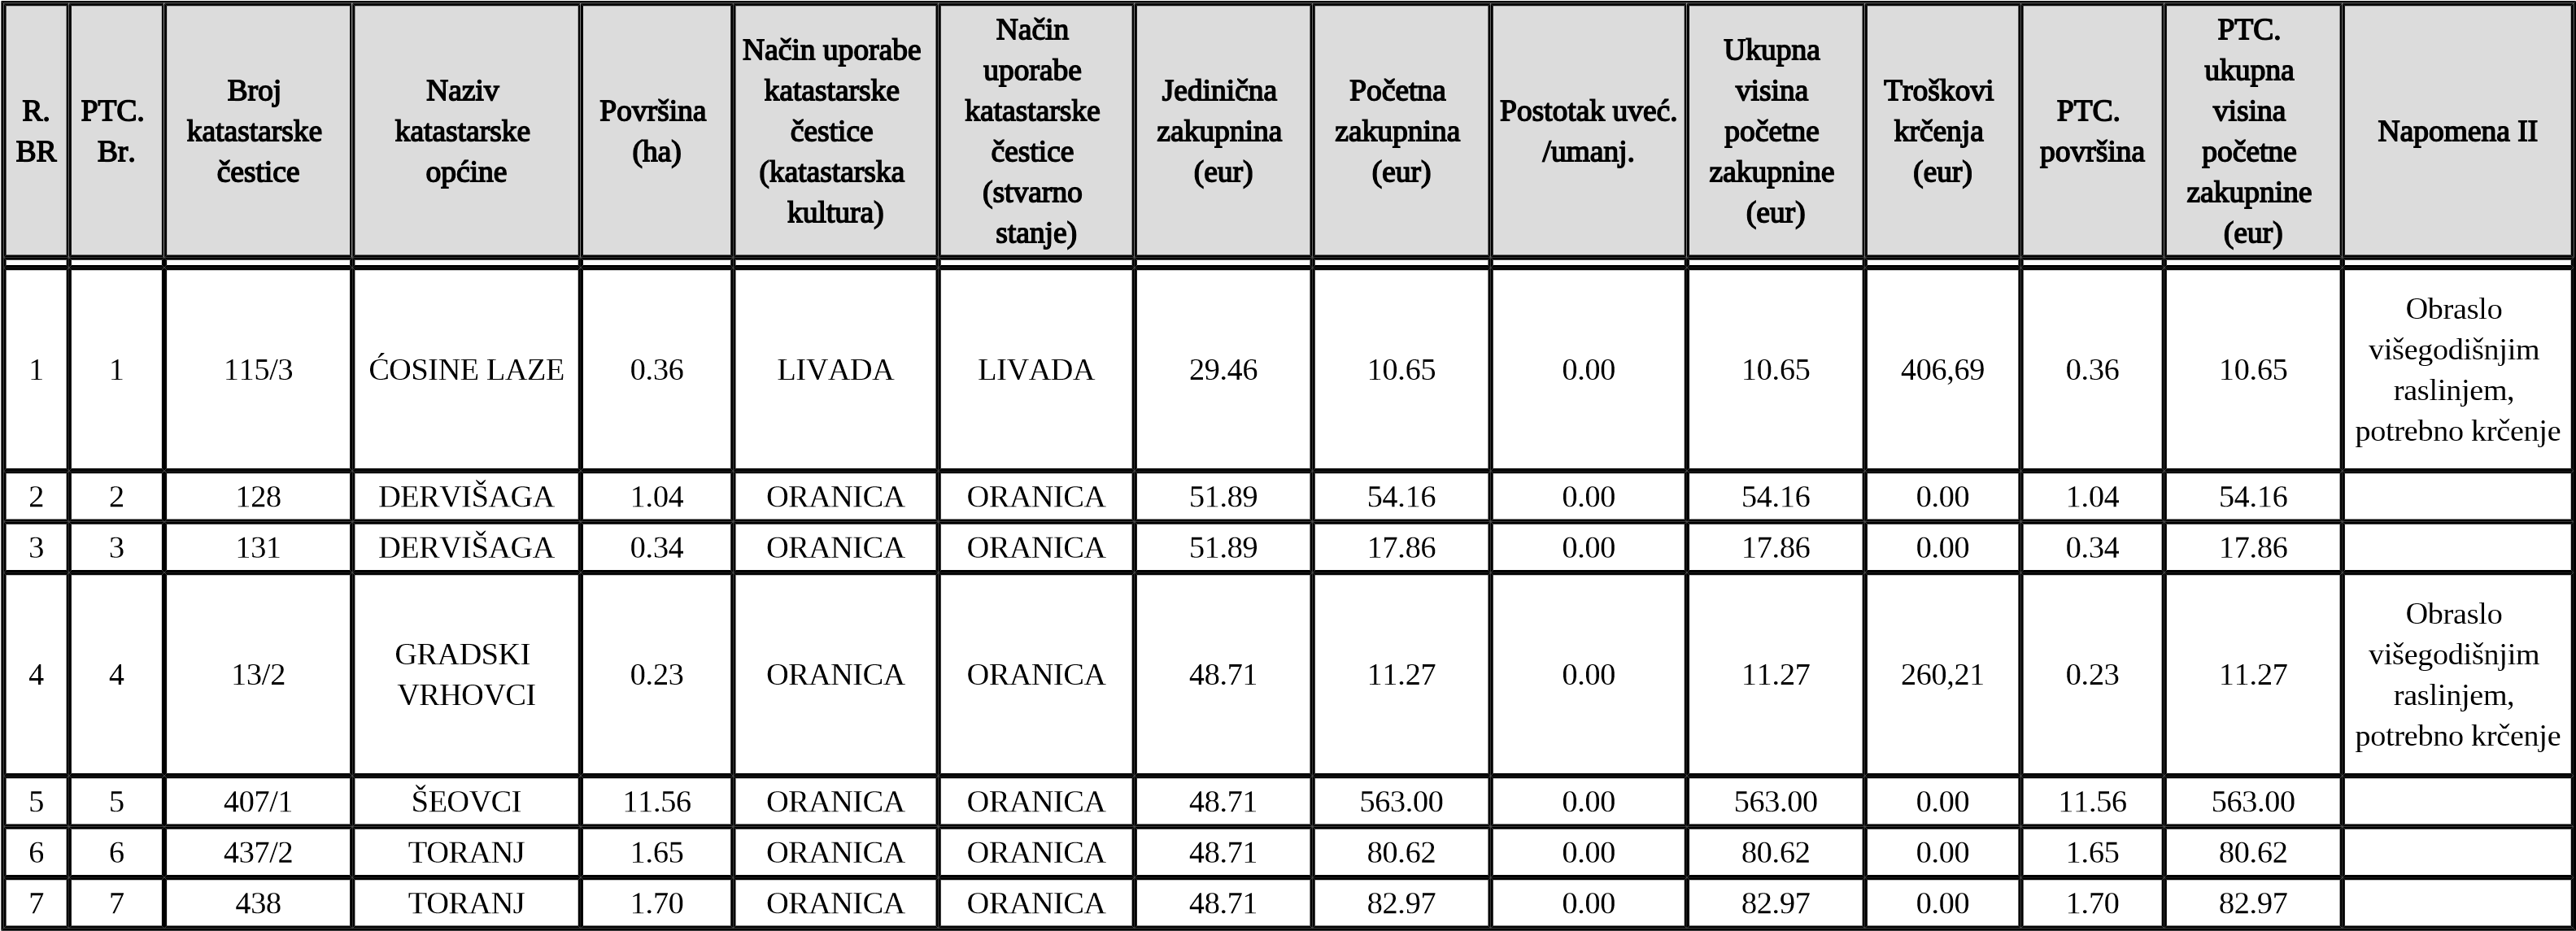 R. BR
PTC. Br.
Broj katastarske čestice
Naziv katastarske općine
Površina (ha)
Način uporabe katastarske čestice (katastarska kultura)
Način uporabe katastarske čestice (stvarno stanje)
Jedinična zakupnina (eur)
Početna zakupnina (eur)
Postotak uveć. /umanj.
Ukupna visina početne zakupnine (eur)
Troškovi krčenja (eur)
PTC. površina
PTC. ukupna visina početne zakupnine (eur)
Napomena II
1 1 115/3 ĆOSINE LAZE 0.36 LIVADA LIVADA 29.46 10.65 0.00 10.65 406,69 0.36 10.65 Obraslo višegodišnjim raslinjem, potrebno krčenje
2 2 128 DERVIŠAGA 1.04 ORANICA ORANICA 51.89 54.16 0.00 54.16 0.00 1.04 54.16
3 3 131 DERVIŠAGA 0.34 ORANICA ORANICA 51.89 17.86 0.00 17.86 0.00 0.34 17.86
4 4 13/2 GRADSKI VRHOVCI 0.23 ORANICA ORANICA 48.71 11.27 0.00 11.27 260,21 0.23 11.27 Obraslo višegodišnjim raslinjem, potrebno krčenje
5 5 407/1 ŠEOVCI 11.56 ORANICA ORANICA 48.71 563.00 0.00 563.00 0.00 11.56 563.00
6 6 437/2 TORANJ 1.65 ORANICA ORANICA 48.71 80.62 0.00 80.62 0.00 1.65 80.62
7 7 438 TORANJ 1.70 ORANICA ORANICA 48.71 82.97 0.00 82.97 0.00 1.70 82.97